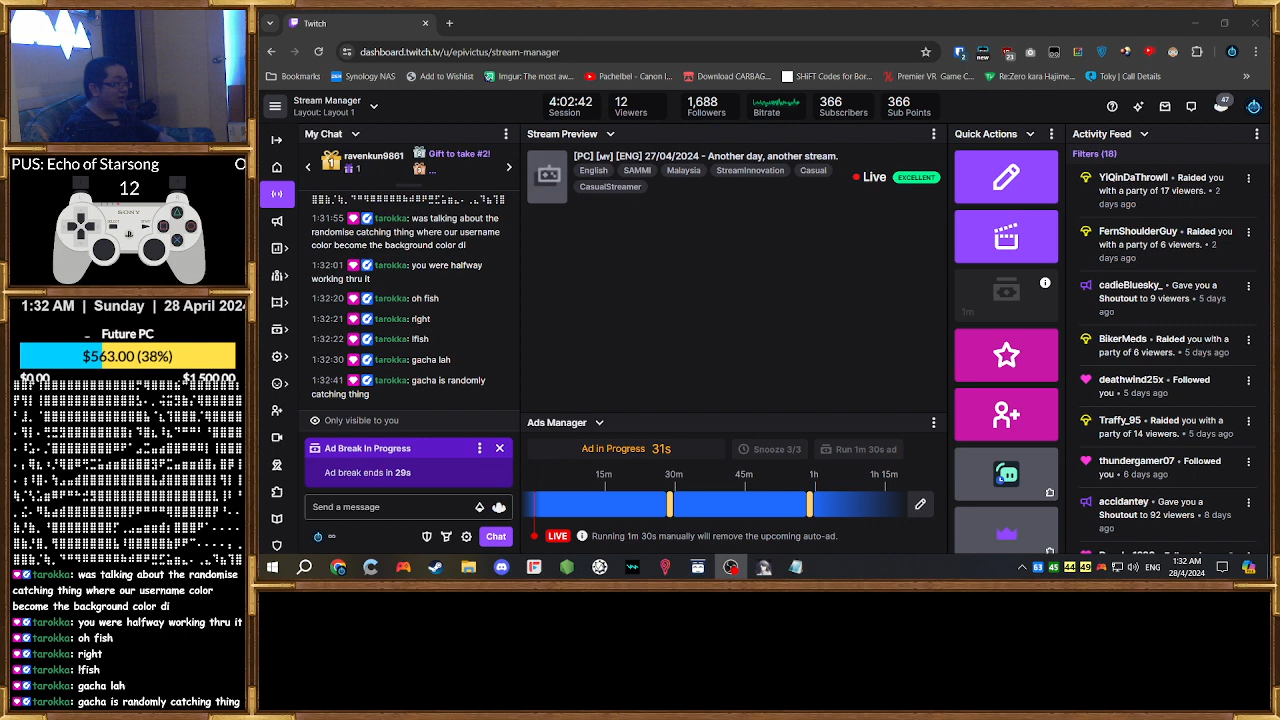 Twitch
dashboard.twitch.tv/u/epivictus/stream-manager
Bookmarks
Synology NAS
Add to Wishlist
Imgur: The most aw...
Pachelbel - Canon I...
Download CARBAG...
SHIFT Codes for Bor...
Premier VR Game C...
Re:Zero kara Hajime...
Toky | Call Details
»
new
23
2
Stream Manager
Layout: Layout 1
4:02:42
Session
12
Viewers
1,688
Followers
Bitrate
366
Subscribers
366
Sub Points
47
My Chat
ravenkun9861
1
Gift to take #2!
...
1:31:55 tarokka: was talking about the
randomise catching thing where our username
color become the background color di
1:32:01 tarokka: you were halfway
working thru it
1:32:20 tarokka: oh fish
1:32:21 tarokka: right
1:32:22 tarokka: !fish
1:32:30 tarokka: gacha lah
1:32:41 tarokka: gacha is randomly
catching thing
Only visible to you
Ad Break In Progress
Ad break ends in 29s
Send a message
∞
Chat
Stream Preview
[PC] [ᴍʏ] [ENG] 27/04/2024 - Another day, another stream.
English
SAMMI
Malaysia
StreamInnovation
Casual
CasualStreamer
Live
EXCELLENT
Ads Manager
Ad in Progress 31s
Snooze 3/3
Run 1m 30s ad
15m
30m
45m
1h
1h 15m
LIVE
Running 1m 30s manually will remove the upcoming auto-ad.
Quick Actions
1m
Activity Feed
Filters (18)
YIQinDaThrowII Raided you
with a party of 17 viewers. · 2
days ago
FernShoulderGuy Raided you
with a party of 6 viewers. · 2
days ago
cadieBluesky_ Gave you a
Shoutout to 9 viewers · 5 days
ago
BikerMeds Raided you with a
party of 6 viewers. · 5 days ago
deathwind25x Followed
you · 5 days ago
Traffy_95 Raided you with a
party of 14 viewers. · 5 days ago
thundergamer07 Followed
you · 6 days ago
accidantey Gave you a
Shoutout to 92 viewers · 8 days
ago
63
45
44
49
ENG
1:32 AM
28/4/2024
PUS: Echo of Starsong
12
SONY
SELECT
START
1:32 AM | Sunday | 28 April 2024
Future PC
$563.00 (38%)
$0.00
$1,500.00
tarokka: was talking about the randomise
catching thing where our username color
become the background color di
tarokka: you were halfway working thru it
tarokka: oh fish
tarokka: right
tarokka: !fish
tarokka: gacha lah
tarokka: gacha is randomly catching thing